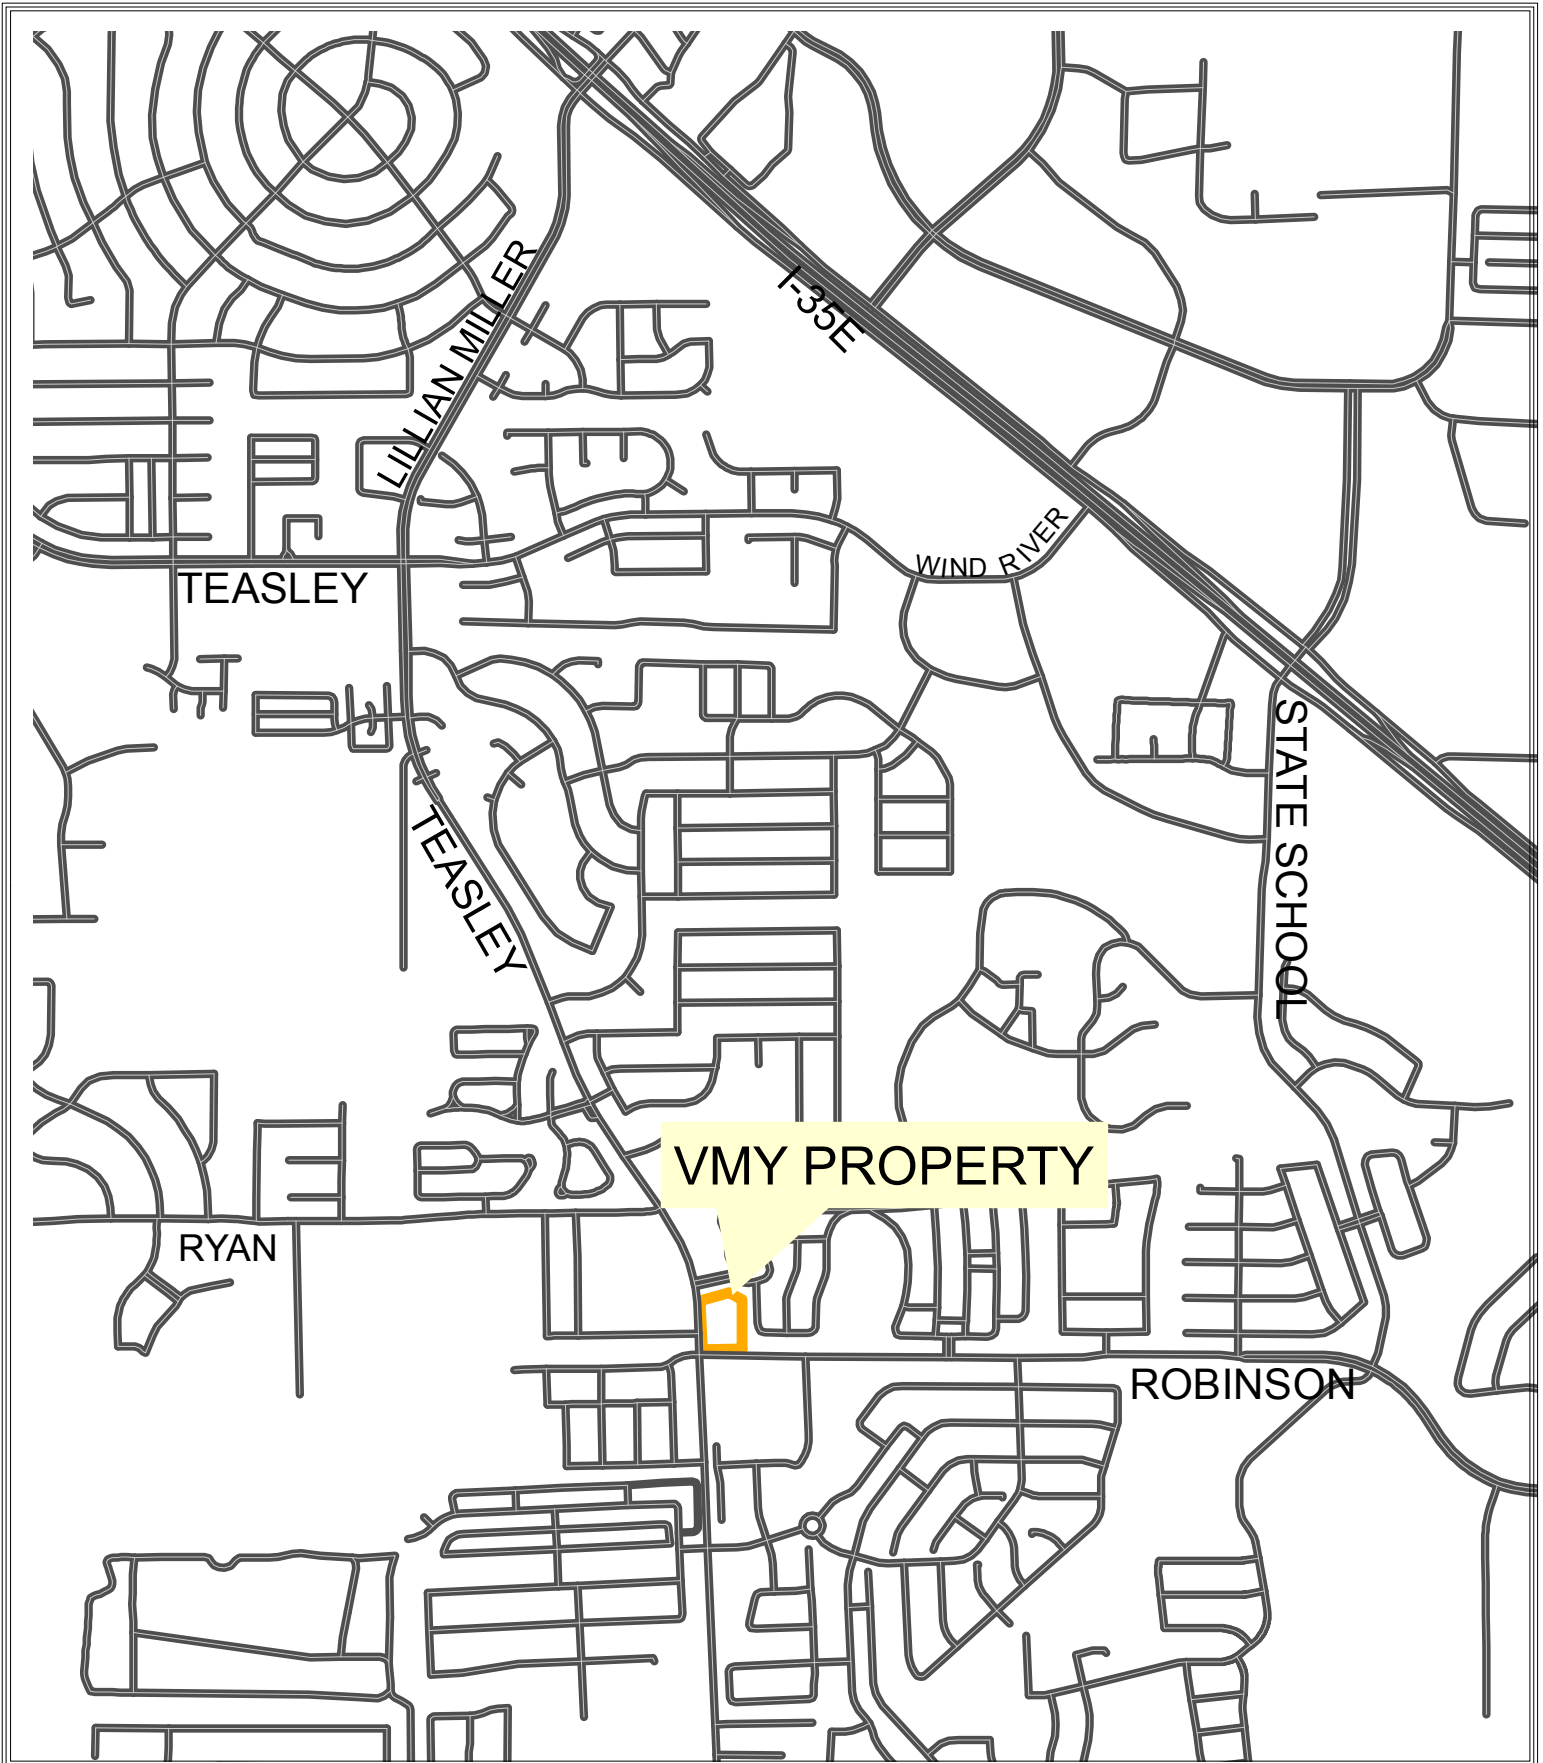 LILLIAN MILLER
I-35E
WIND RIVER
TEASLEY
STATE SCHOOL
TEASLEY
VMY PROPERTY
RYAN
ROBINSON